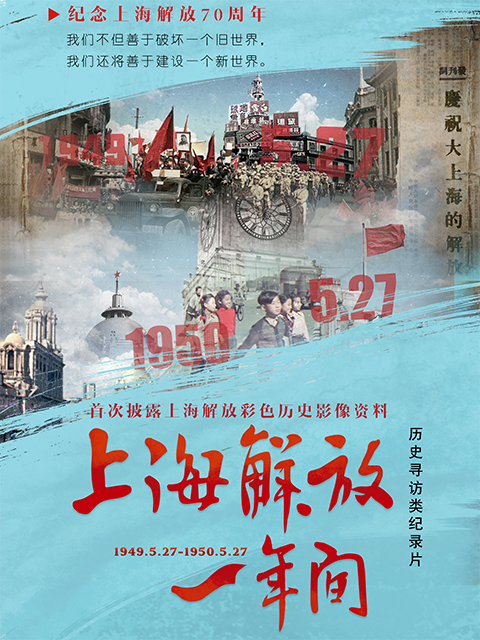 ▶纪念上海解放70周年
我们不但善于破坏一个旧世界,
我们还将善于建设一个新世界。
慶祝大上海的解放
1949
5.27
5.27
1950
首次披露上海解放彩色历史影像资料
上海解放
历史寻访类纪录片
1949.5.27-1950.5.27
一年间